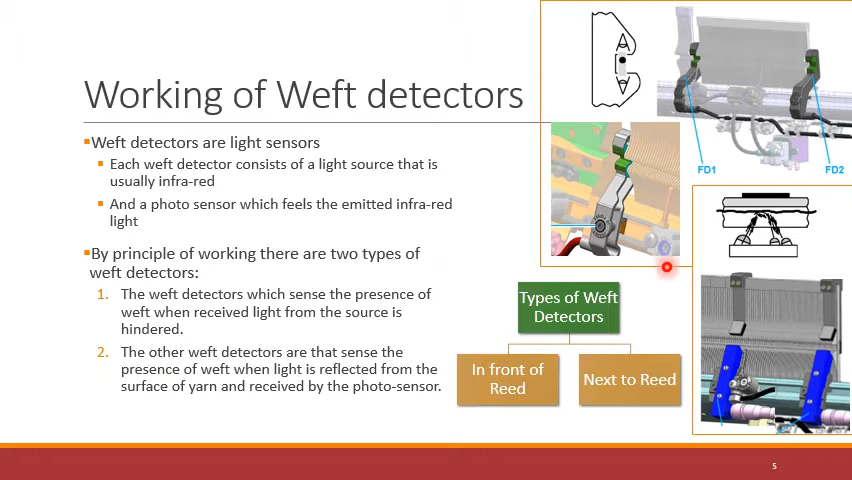 Working of Weft detectors
▪Weft detectors are light sensors
▪ Each weft detector consists of a light source that is
usually infra-red
▪ And a photo sensor which feels the emitted infra-red
light
▪By principle of working there are two types of
weft detectors:
1. The weft detectors which sense the presence of
weft when received light from the source is
hindered.
2. The other weft detectors are that sense the
presence of weft when light is reflected from the
surface of yarn and received by the photo-sensor.
FD1
FD2
Types of Weft
Detectors
In front of
Reed
Next to Reed
5